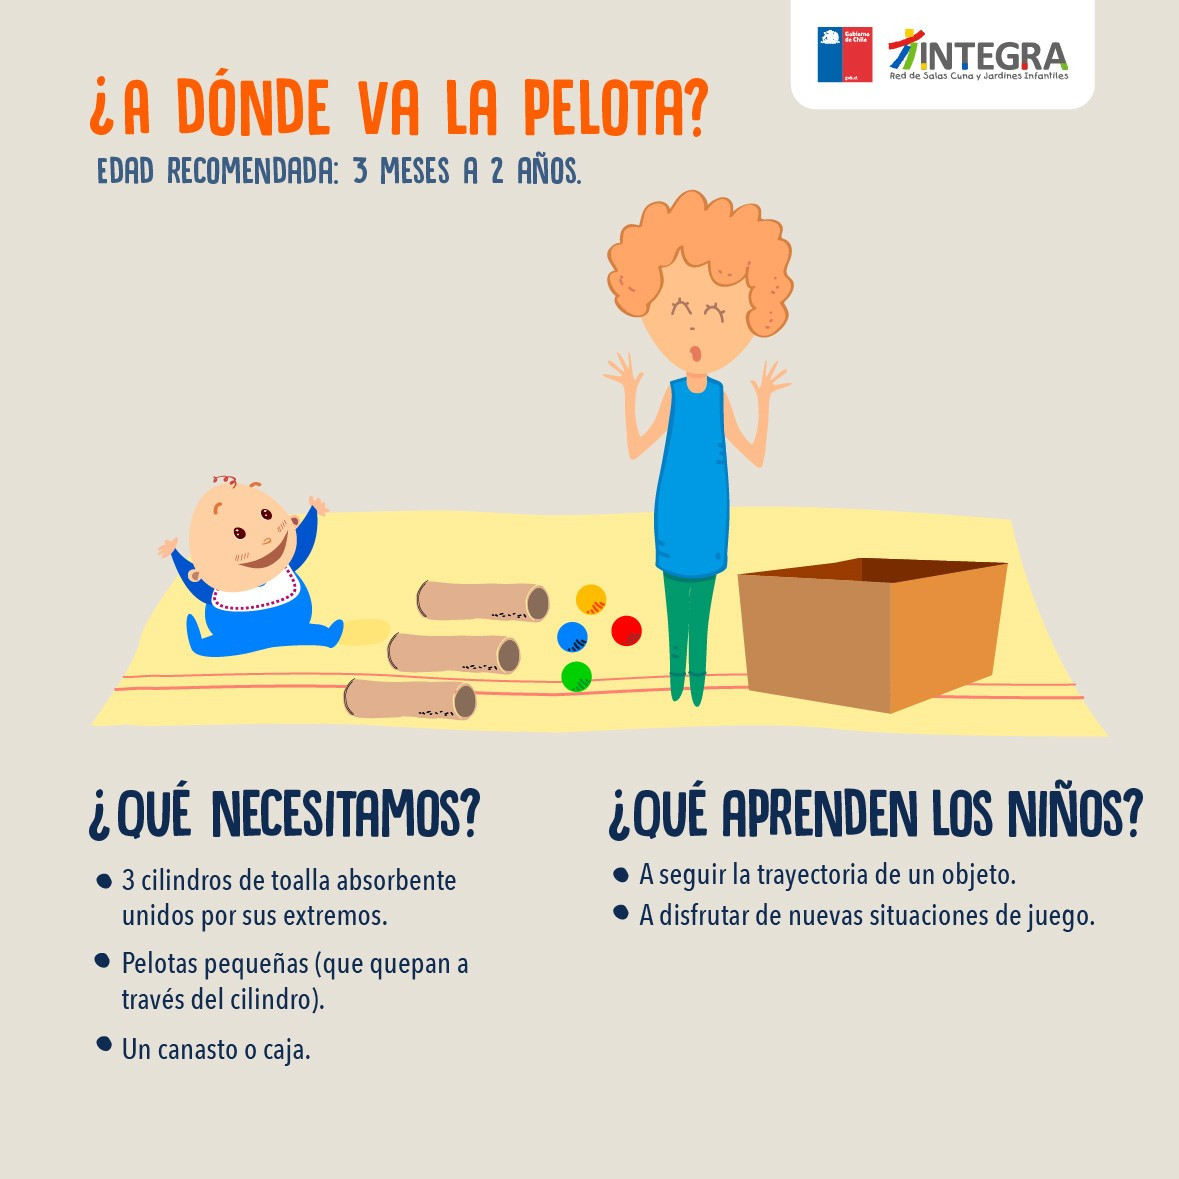 Gobierno
de Chile
gob.cl
INTEGRA
Red de Salas Cuna y Jardines Infantiles
¿A DÓNDE VA LA PELOTA?
EDAD RECOMENDADA: 3 MESES A 2 AÑOS.
¿QUÉ NECESITAMOS?
3 cilindros de toalla absorbente
unidos por sus extremos.
Pelotas pequeñas (que quepan a
través del cilindro).
Un canasto o caja.
¿QUÉ APRENDEN LOS NIÑOS?
A seguir la trayectoria de un objeto.
A disfrutar de nuevas situaciones de juego.